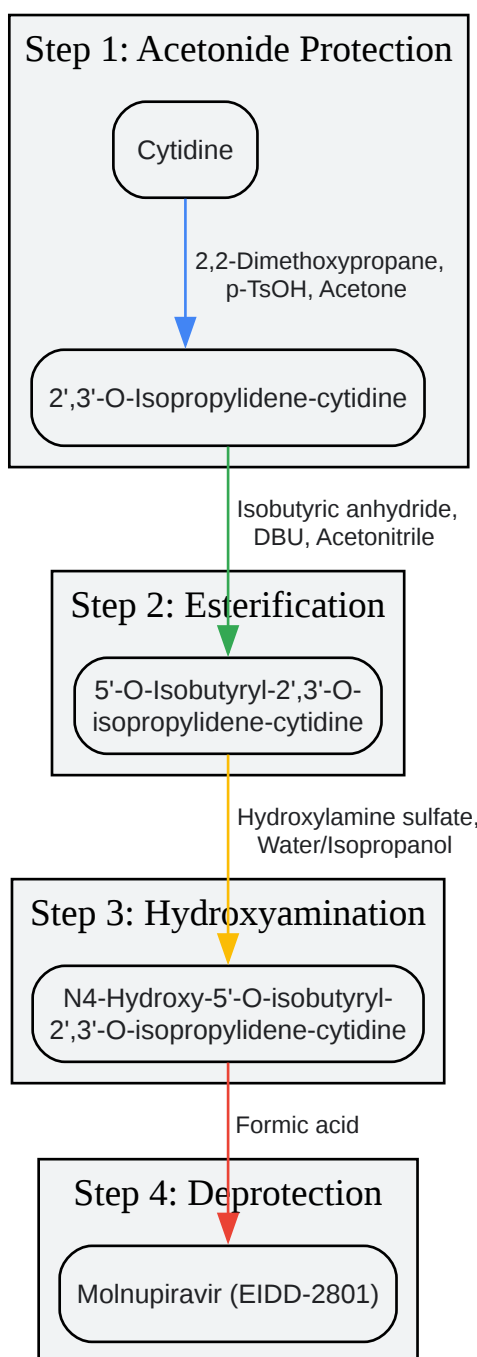 Step 1: Acetonide Protection
Cytidine
2,2-Dimethoxypropane,
p-TsOH, Acetone
2',3'-O-Isopropylidene-cytidine
Isobutyric anhydride,
DBU, Acetonitrile
Step 2: Esterification
5'-O-Isobutyryl-2',3'-O-
isopropylidene-cytidine
Hydroxylamine sulfate,
Water/Isopropanol
Step 3: Hydroxyamination
N4-Hydroxy-5'-O-isobutyryl-
2',3'-O-isopropylidene-cytidine
Formic acid
Step 4: Deprotection
Molnupiravir (EIDD-2801)